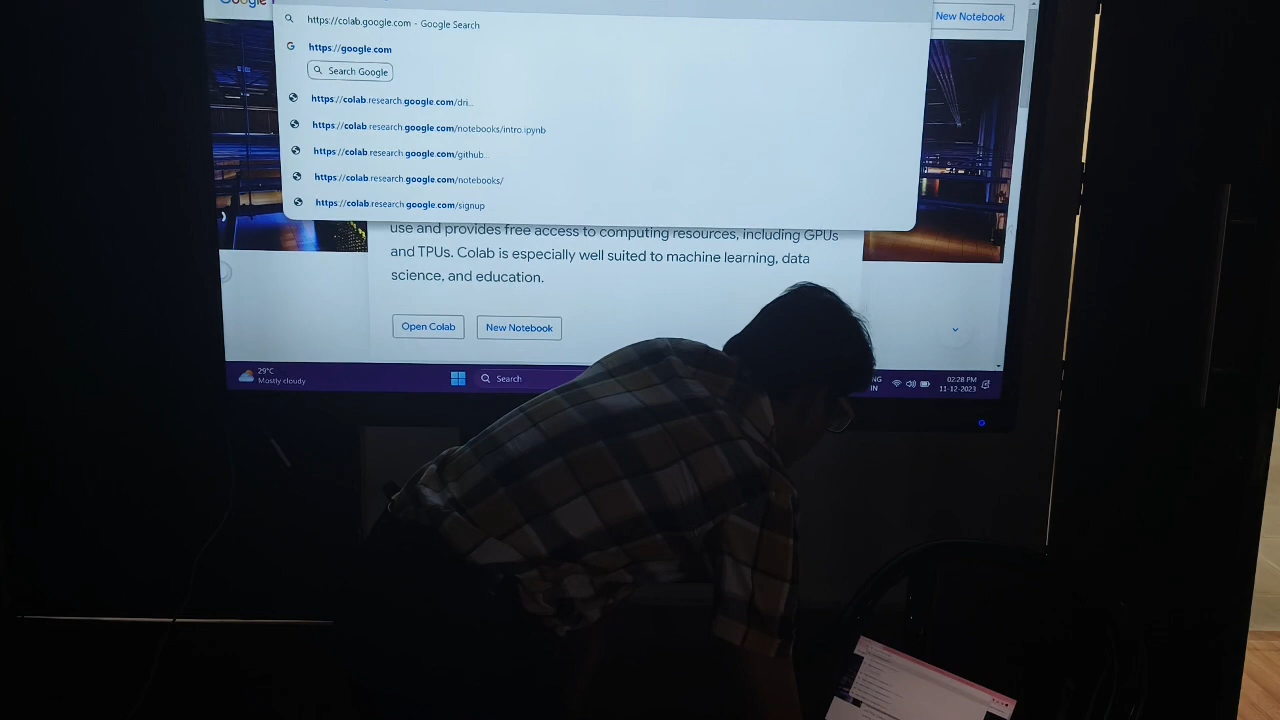 Google
New Notebook
https://colab.google.com - Google Search
https://google.com
Search Google
https://colab.research.google.com/dri...
https://colab.research.google.com/notebooks/intro.ipynb
https://colab.research.google.com/github...
https://colab.research.google.com/notebooks/
https://colab.research.google.com/signup
use and provides free access to computing resources, including GPUs
and TPUs. Colab is especially well suited to machine learning, data
science, and education.
Open Colab
New Notebook
29°C
Mostly cloudy
Search
NG
IN
02:28 PM
11-12-2023